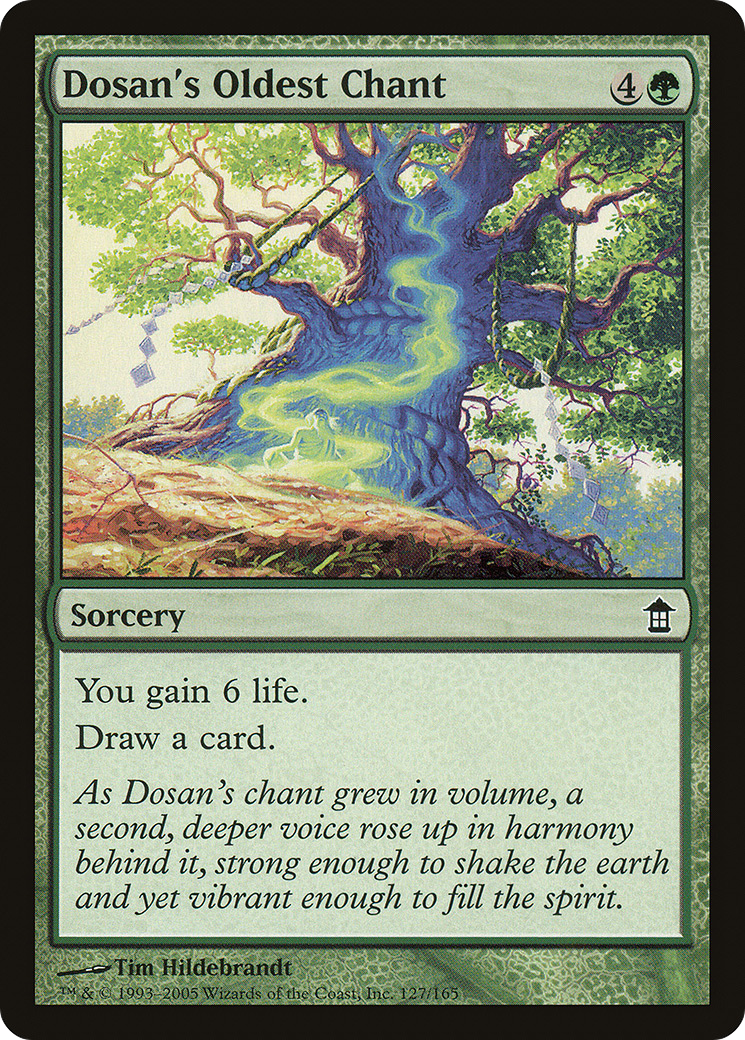 Dosan's Oldest Chant 4
Sorcery
You gain 6 life.
Draw a card.
As Dosan's chant grew in volume, a
second, deeper voice rose up in harmony
behind it, strong enough to shake the earth
and yet vibrant enough to fill the spirit.
Tim Hildebrandt
™ & © 1993–2005 Wizards of the Coast, Inc. 127/165